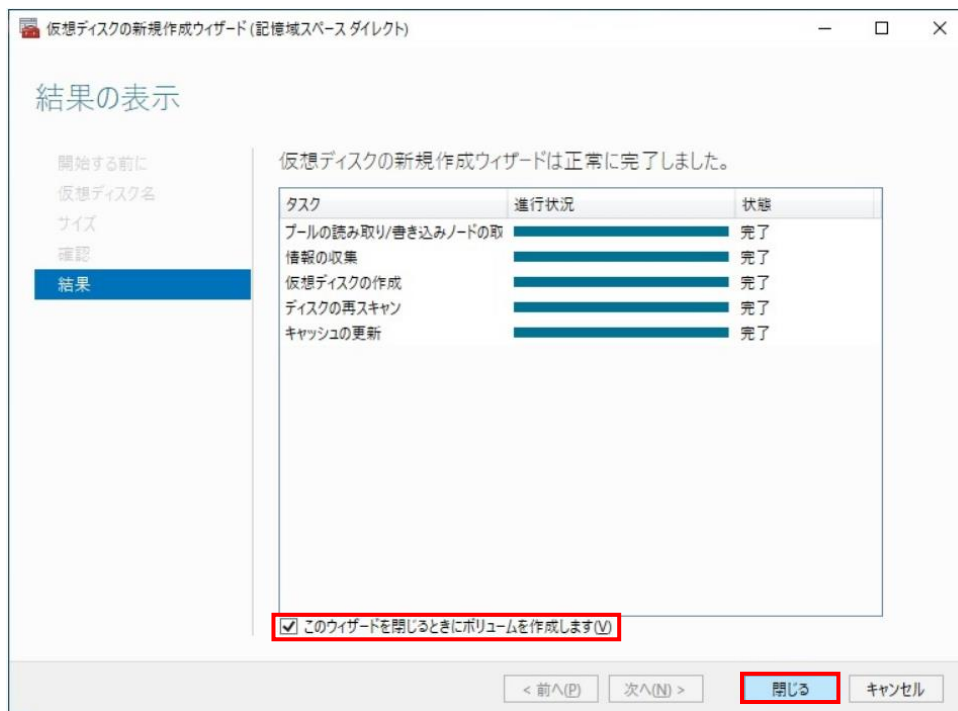 仮想ディスクの新規作成ウィザード (記憶域スペース ダイレクト)
結果の表示
開始する前に
仮想ディスク名
サイズ
確認
結果
仮想ディスクの新規作成ウィザードは正常に完了しました。
タスク 進行状況 状態
プールの読み取り/書き込みノードの取 完了
情報の収集 完了
仮想ディスクの作成 完了
ディスクの再スキャン 完了
キャッシュの更新 完了
このウィザードを閉じるときにボリュームを作成します(V)
< 前へ(P) 次へ(N) > 閉じる キャンセル